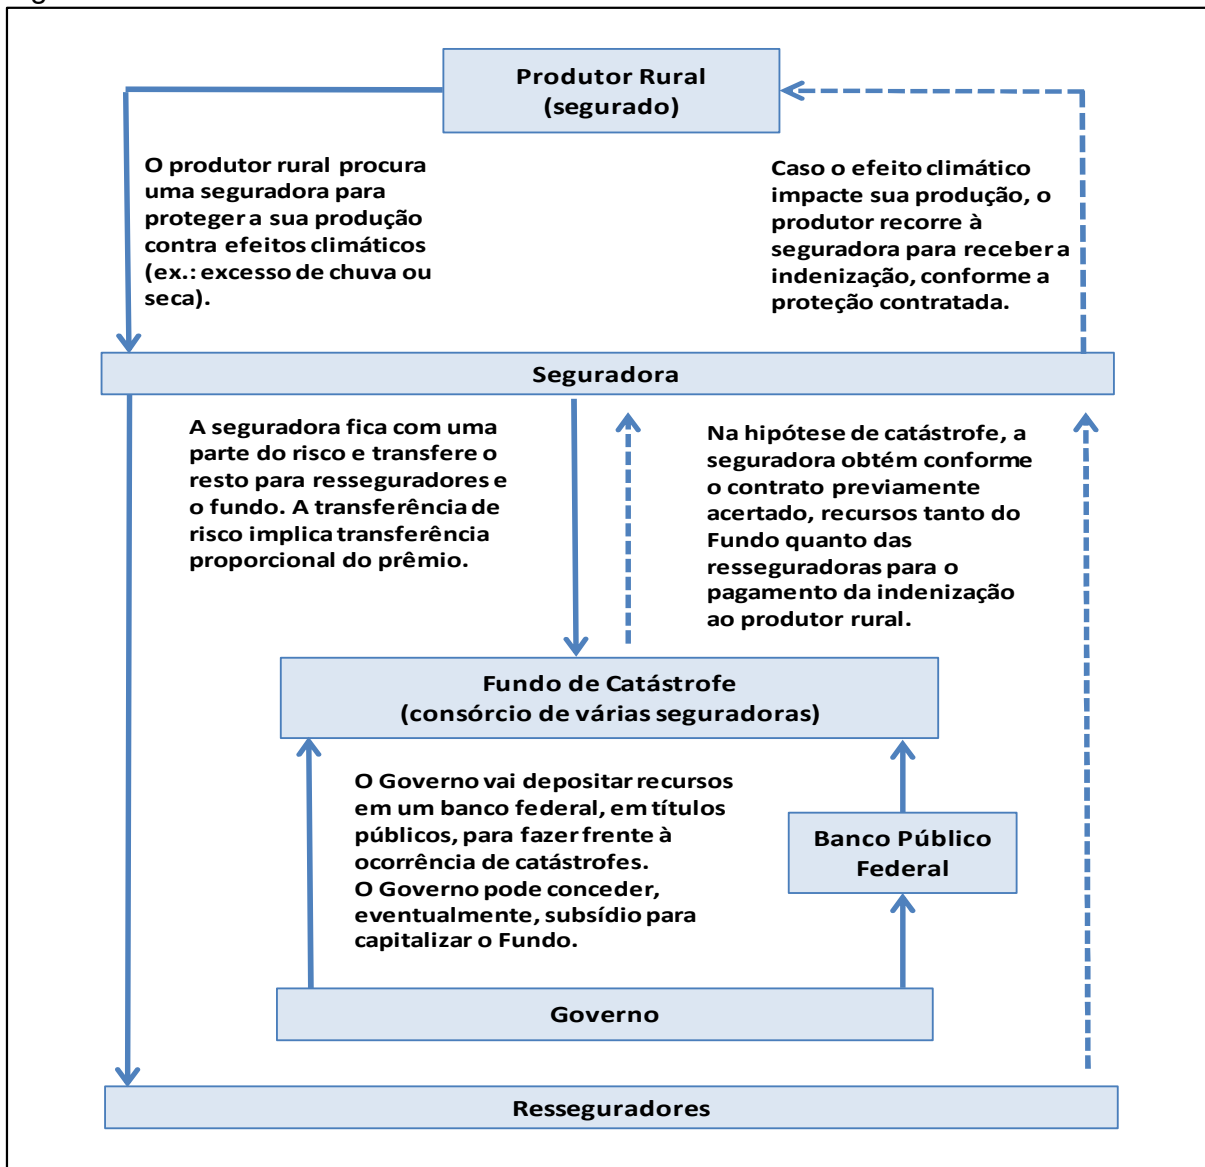 Produtor Rural
(segurado)
O produtor rural procura
uma seguradora para
proteger a sua produção
contra efeitos climáticos
(ex.: excesso de chuva ou
seca).
Caso o efeito climático
impacte sua produção, o
produtor recorre à
seguradora para receber a
indenização, conforme a
proteção contratada.
Seguradora
A seguradora fica com uma
parte do risco e transfere o
resto para resseguradores e
o fundo. A transferência de
risco implica transferência
proporcional do prêmio.
Na hipótese de catástrofe, a
seguradora obtém conforme
o contrato previamente
acertado, recursos tanto do
Fundo quanto das
resseguradoras para o
pagamento da indenização
ao produtor rural.
Fundo de Catástrofe
(consórcio de várias seguradoras)
O Governo vai depositar recursos
em um banco federal, em títulos
públicos, para fazer frente à
ocorrência de catástrofes.
O Governo pode conceder,
eventualmente, subsídio para
capitalizar o Fundo.
Banco Público
Federal
Governo
Resseguradores